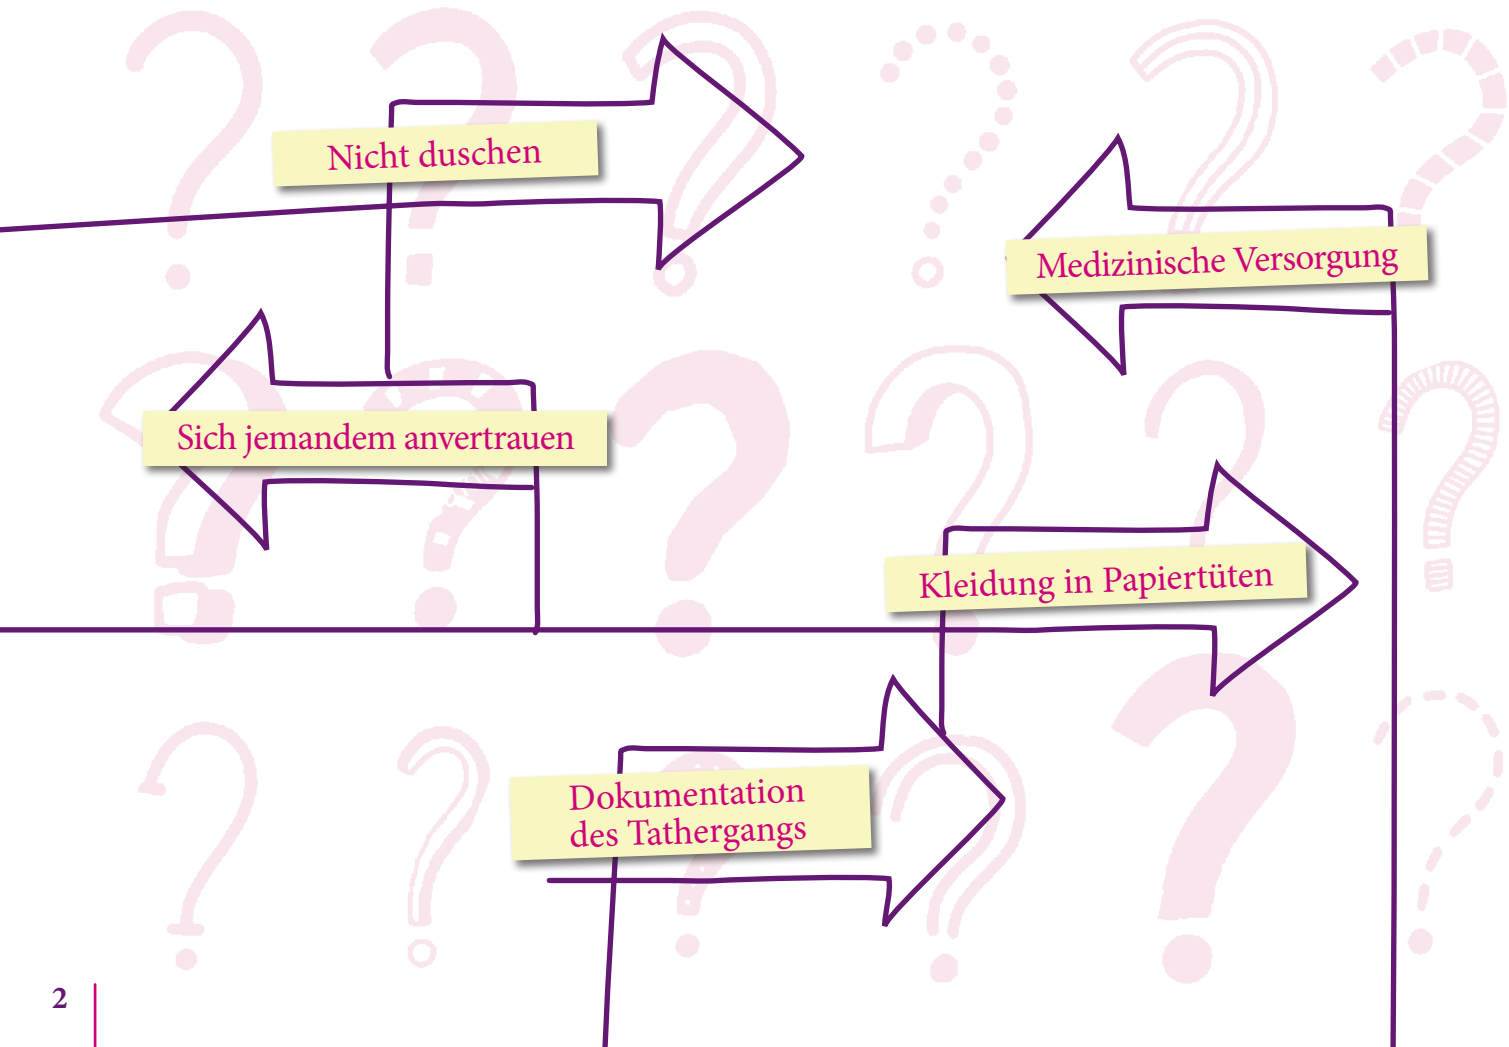 Nicht duschen
Medizinische Versorgung
Sich jemandem anvertrauen
Kleidung in Papiertüten
Dokumentation
des Tathergangs
2